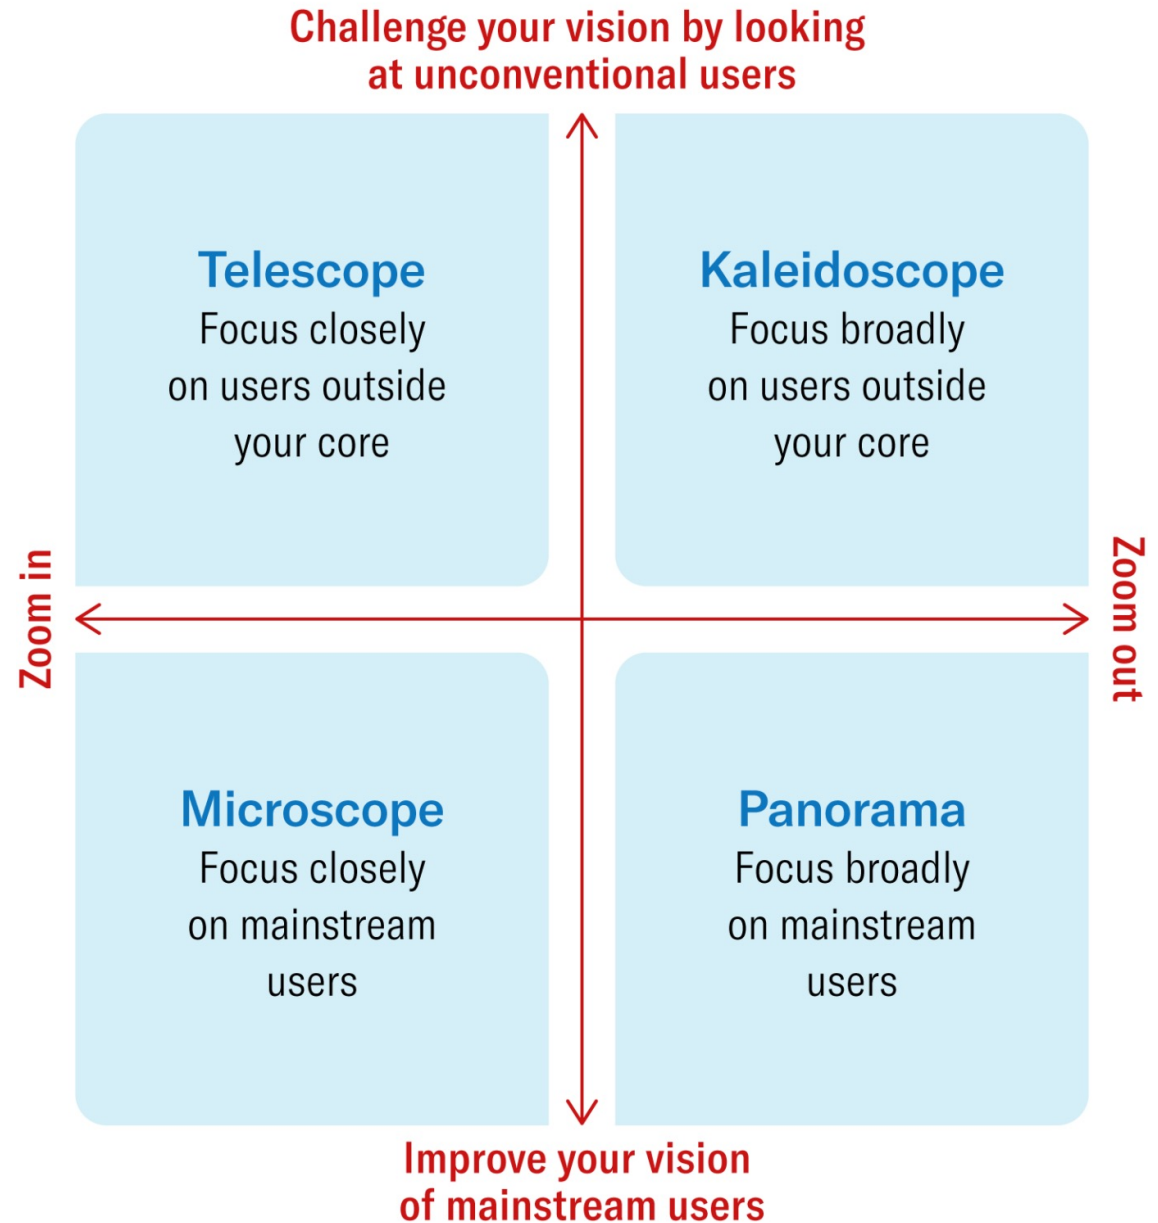 Challenge your vision by looking
at unconventional users
Telescope
Focus closely
on users outside
your core
Kaleidoscope
Focus broadly
on users outside
your core
Zoom in
Zoom out
Microscope
Focus closely
on mainstream
users
Panorama
Focus broadly
on mainstream
users
Improve your vision
of mainstream users